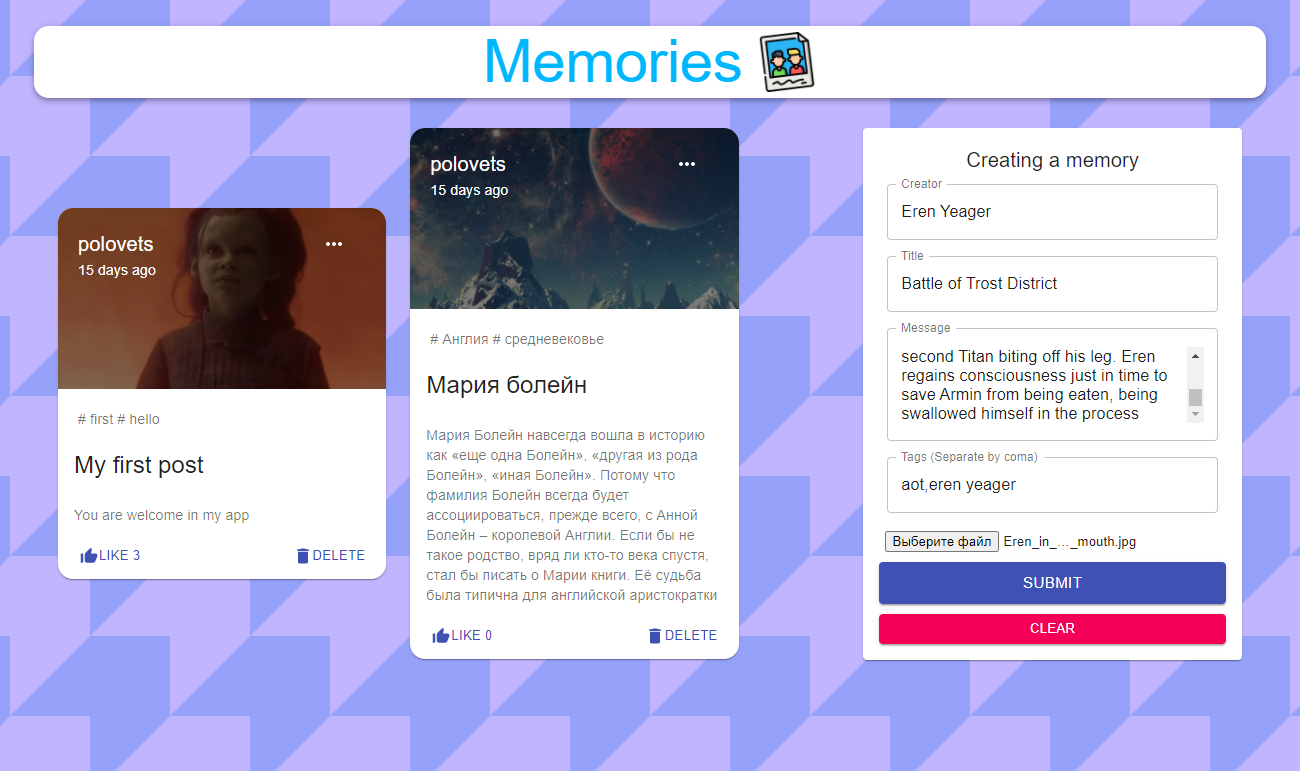 Memories
polovets
15 days ago
# first # hello
My first post
You are welcome in my app
LIKE 3
DELETE
polovets
15 days ago
# Англия # средневековье
Мария болейн
Мария Болейн навсегда вошла в историю
как «еще одна Болейн», «другая из рода
Болейн», «иная Болейн». Потому что
фамилия Болейн всегда будет
ассоциироваться, прежде всего, с Анной
Болейн – королевой Англии. Если бы не
такое родство, вряд ли кто-то века спустя,
стал бы писать о Марии книги. Её судьба
была типична для английской аристократки
LIKE 0
DELETE
Creating a memory
Creator
Eren Yeager
Title
Battle of Trost District
Message
second Titan biting off his leg. Eren
regains consciousness just in time to
save Armin from being eaten, being
swallowed himself in the process
Tags (Separate by coma)
aot,eren yeager
Выберите файл Eren_in_…_mouth.jpg
SUBMIT
CLEAR